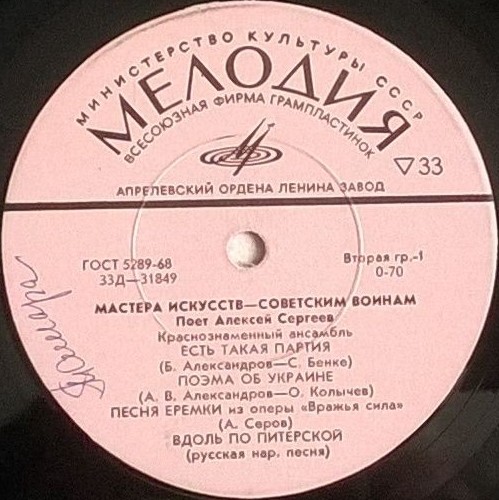 МИНИСТЕРСТВО КУЛЬТУРЫ СССР
МЕЛОДИЯ
ВСЕСОЮЗНАЯ ФИРМА ГРАМПЛАСТИНОК
▽33
АПРЕЛЕВСКИЙ ОРДЕНА ЛЕНИНА ЗАВОД
ГОСТ 5289-68
33Д—31849
Вторая гр.-1
0-70
МАСТЕРА ИСКУССТВ—СОВЕТСКИМ ВОИНАМ
Поет Алексей Сергеев
Краснознаменный ансамбль
ЕСТЬ ТАКАЯ ПАРТИЯ
(Б. Александров—С. Бенке)
ПОЭМА ОБ УКРАИНЕ
(А. В. Александров—О. Колычев)
ПЕСНЯ ЕРЕМКИ из оперы «Вражья сила»
(А. Серов)
ВДОЛЬ ПО ПИТЕРСКОЙ
(русская нар. песня)